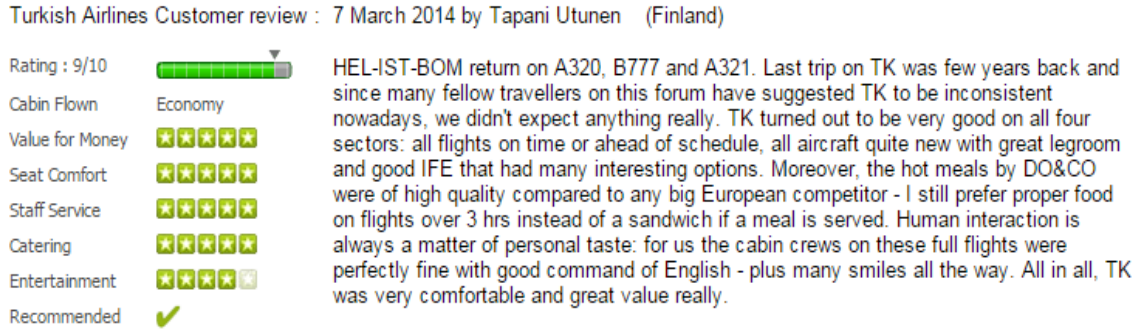 Turkish Airlines Customer review : 7 March 2014 by Tapani Utunen (Finland)
Rating : 9/10
Cabin Flown Economy
Value for Money
Seat Comfort
Staff Service
Catering
Entertainment
Recommended
HEL-IST-BOM return on A320, B777 and A321. Last trip on TK was few years back and
since many fellow travellers on this forum have suggested TK to be inconsistent
nowadays, we didn't expect anything really. TK turned out to be very good on all four
sectors: all flights on time or ahead of schedule, all aircraft quite new with great legroom
and good IFE that had many interesting options. Moreover, the hot meals by DO&CO
were of high quality compared to any big European competitor - I still prefer proper food
on flights over 3 hrs instead of a sandwich if a meal is served. Human interaction is
always a matter of personal taste: for us the cabin crews on these full flights were
perfectly fine with good command of English - plus many smiles all the way. All in all, TK
was very comfortable and great value really.